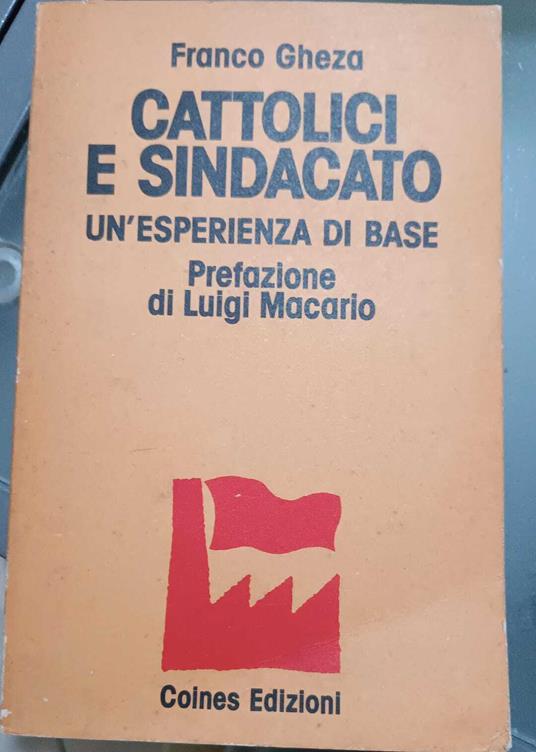 Franco Gheza
CATTOLICI
E SINDACATO
UN'ESPERIENZA DI BASE
Prefazione
di Luigi Macario
Coines Edizioni